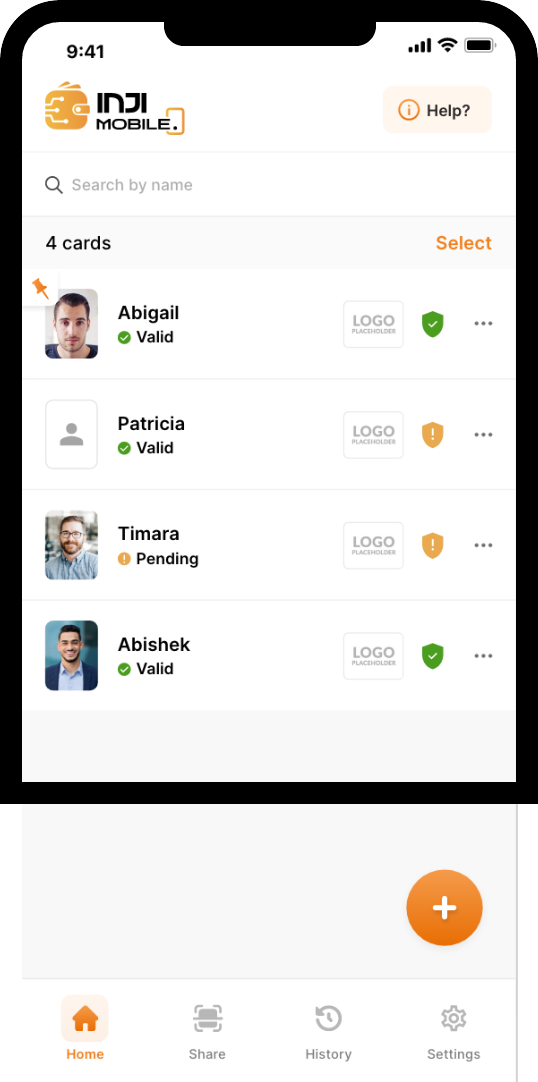 9:41
INJI
MOBILE.
Help?
Search by name
4 cards
Select
Abigail
Valid
LOGO
PLACEHOLDER
Patricia
Valid
LOGO
PLACEHOLDER
Timara
Pending
LOGO
PLACEHOLDER
Abishek
Valid
LOGO
PLACEHOLDER
Home
Share
History
Settings